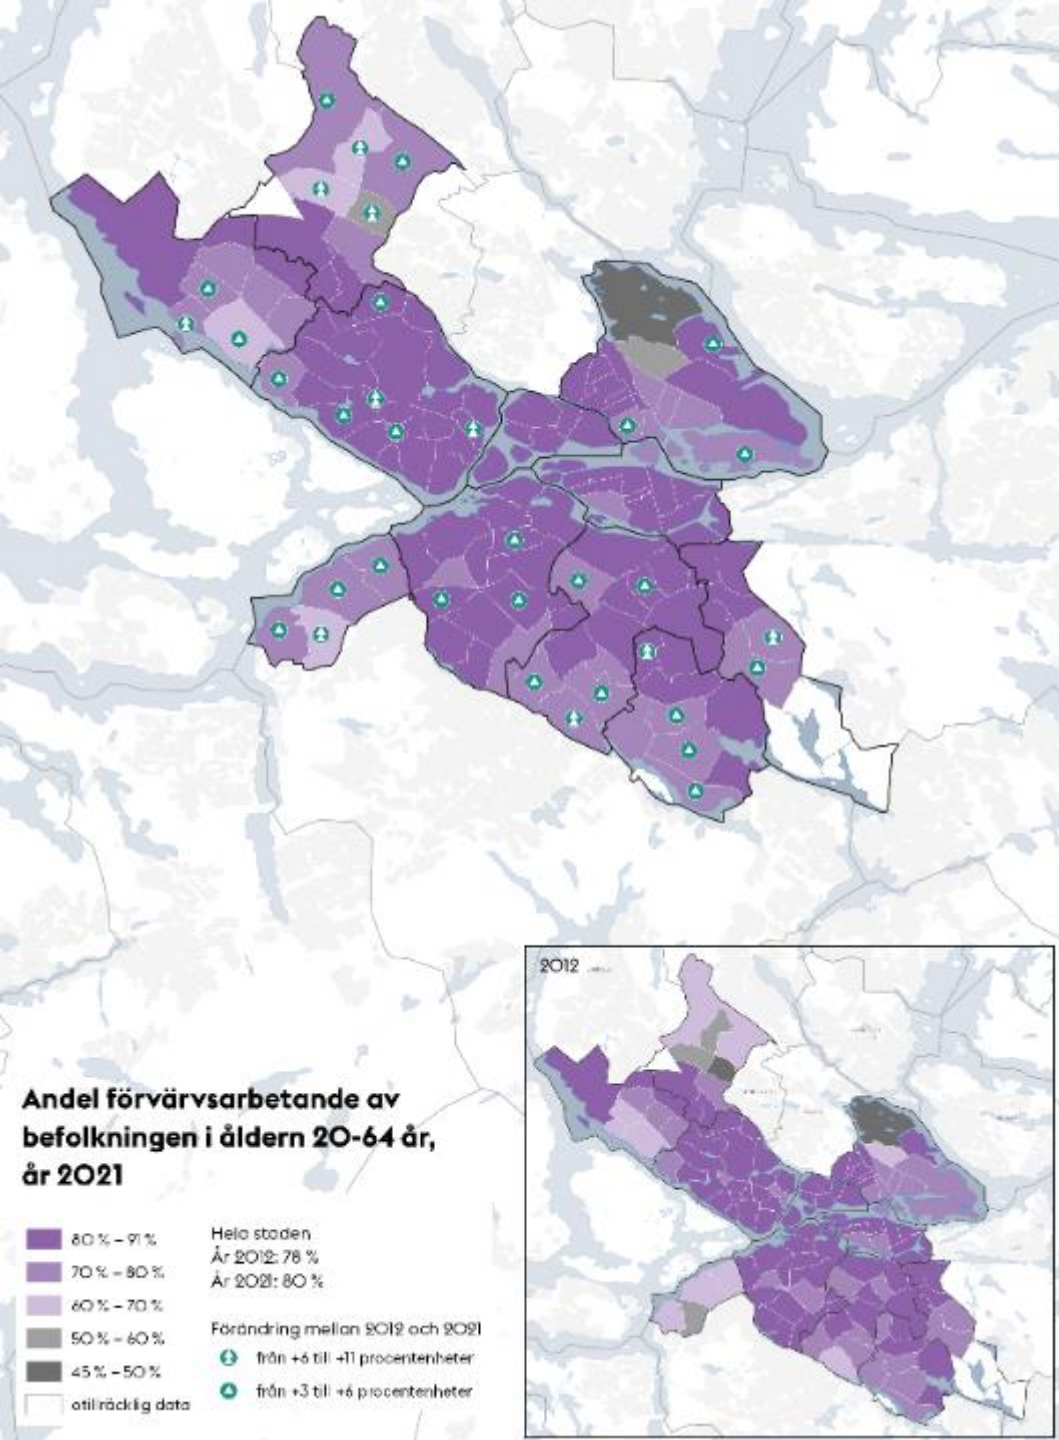 2012
Andel förvärvsarbetande av
befolkningen i åldern 20-64 år,
år 2021
80 % – 91 %
70 % – 80 %
60 % – 70 %
50 % – 60 %
45 % – 50 %
otillräcklig data
Hela staden
År 2012: 78 %
År 2021: 80 %
Förändring mellan 2012 och 2021
från +6 till +11 procentenheter
från +3 till +6 procentenheter